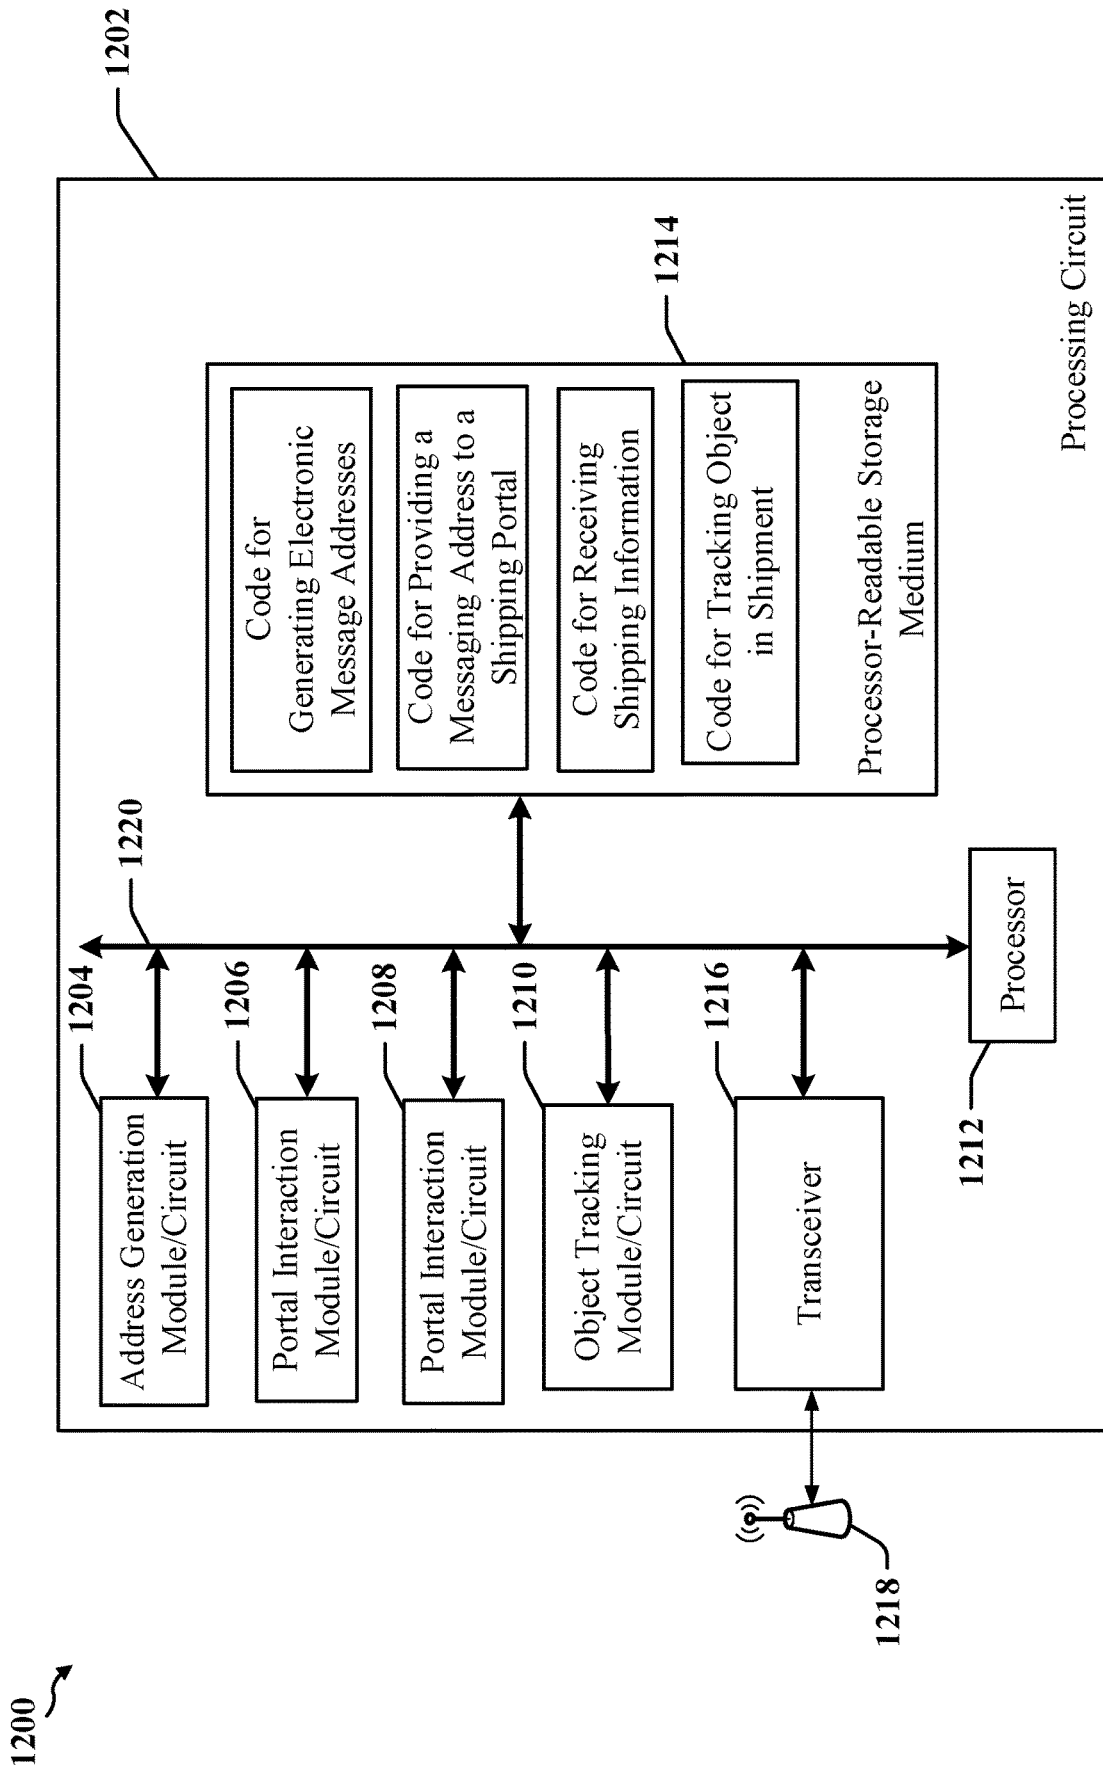 1200
1202
1204
Address Generation
Module/Circuit
1206
Portal Interaction
Module/Circuit
1208
Portal Interaction
Module/Circuit
1210
Object Tracking
Module/Circuit
1216
Transceiver
1218
1220
1212
Processor
Code for
Generating Electronic
Message Addresses
Code for Providing a
Messaging Address to a
Shipping Portal
Code for Receiving
Shipping Information
Code for Tracking Object
in Shipment
Processor-Readable Storage
Medium
1214
Processing Circuit